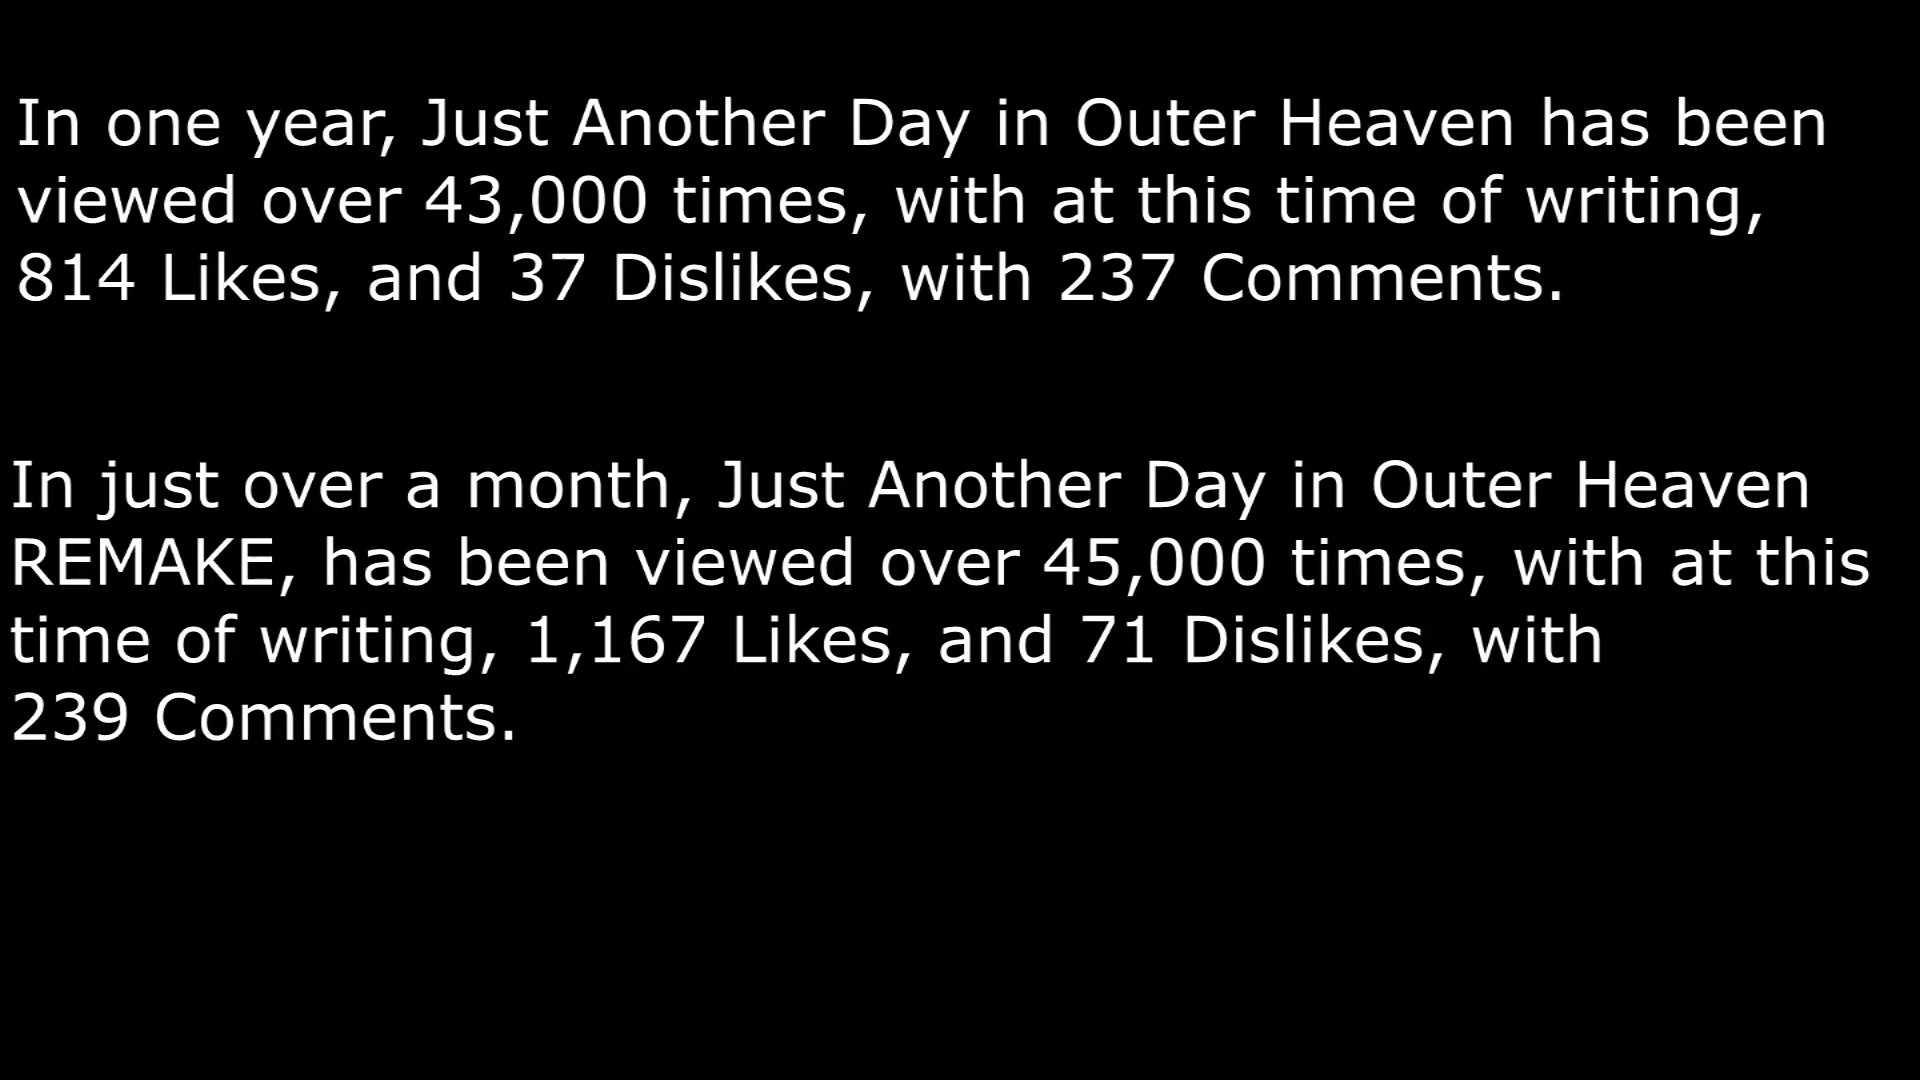 In one year, Just Another Day in Outer Heaven has been
viewed over 43,000 times, with at this time of writing,
814 Likes, and 37 Dislikes, with 237 Comments.
In just over a month, Just Another Day in Outer Heaven
REMAKE, has been viewed over 45,000 times, with at this
time of writing, 1,167 Likes, and 71 Dislikes, with
239 Comments.